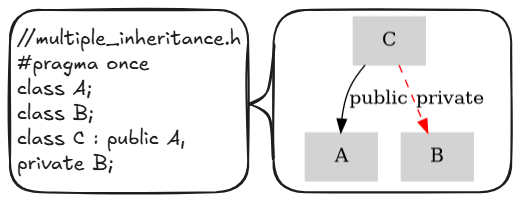 //multiple_inheritance.h
#pragma once
class A;
class B;
class C : public A,
private B;
C
public private
A B